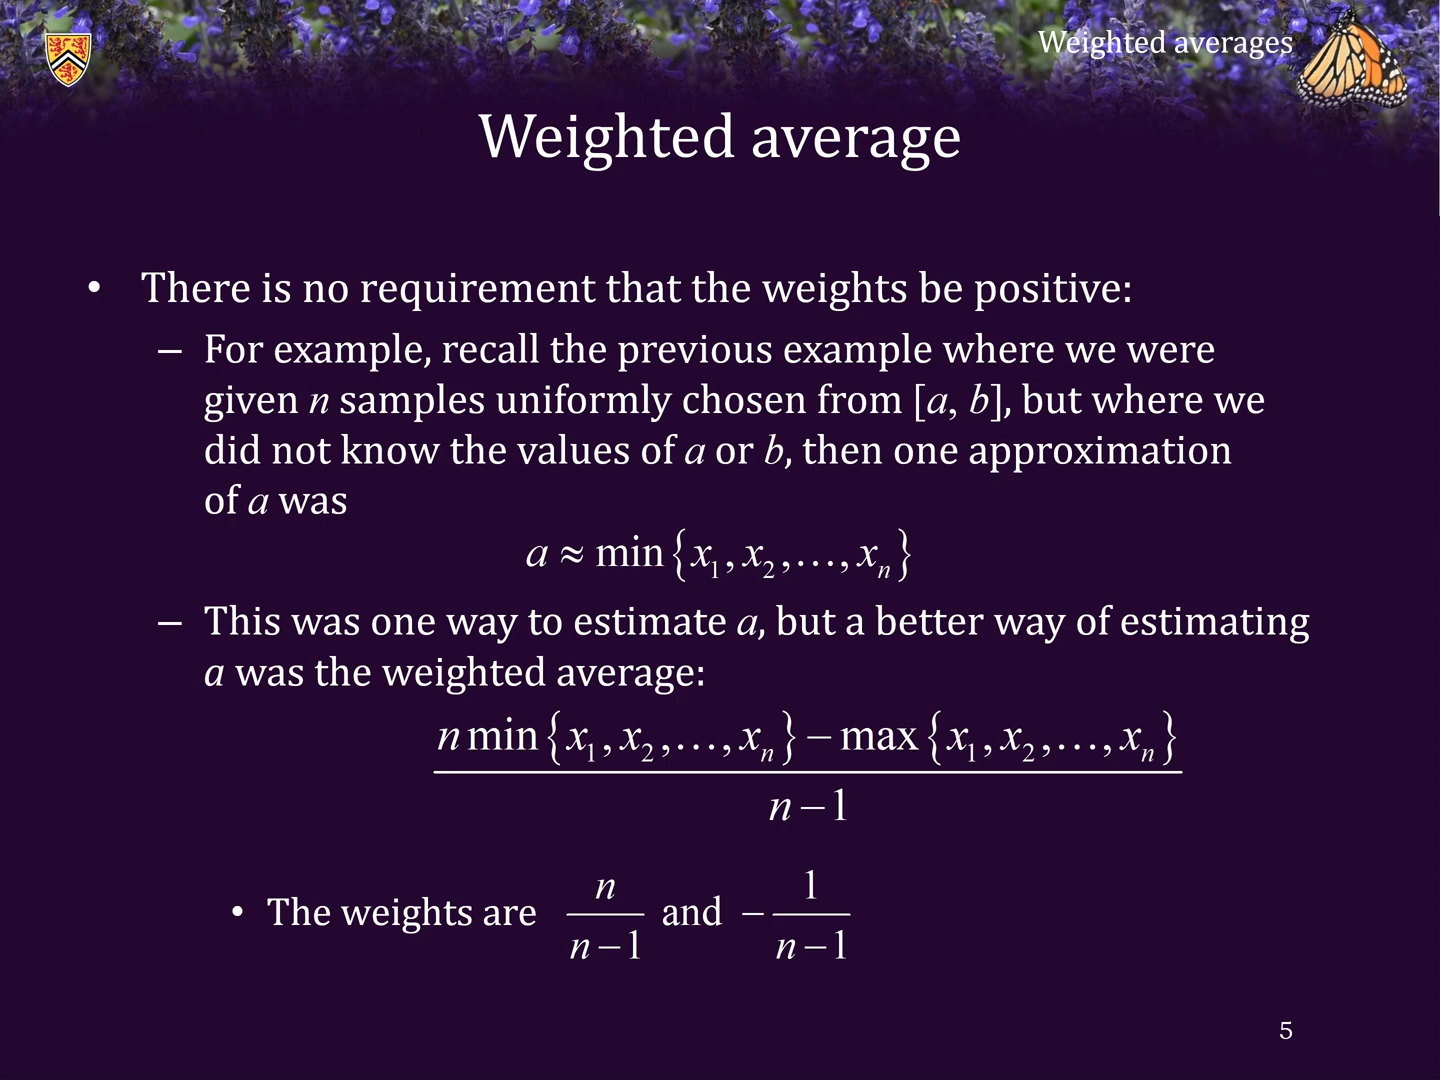 Weighted averages
Weighted average
• There is no requirement that the weights be positive:
– For example, recall the previous example where we were
given n samples uniformly chosen from [a, b], but where we
did not know the values of a or b, then one approximation
of a was
a ≈ min {x₁, x₂, …, xₙ}
– This was one way to estimate a, but a better way of estimating
a was the weighted average:
n min {x₁, x₂, …, xₙ} − max {x₁, x₂, …, xₙ}
n − 1
• The weights are n/(n − 1) and − 1/(n − 1)
5